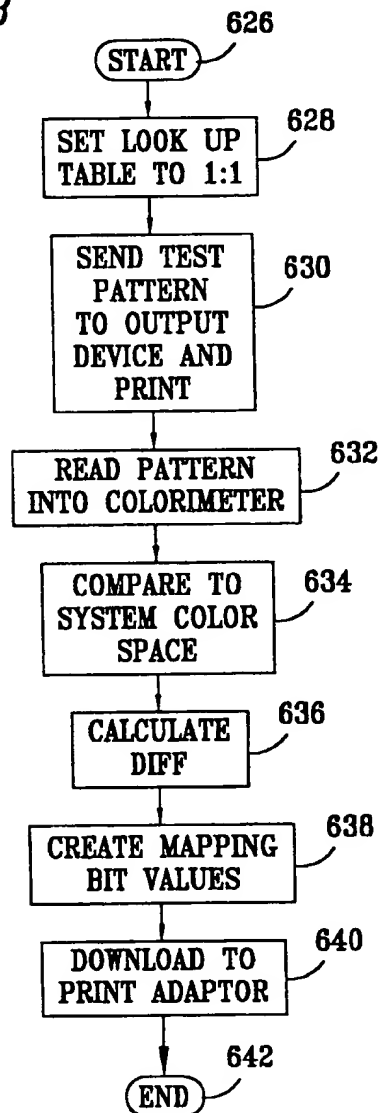 START
626
SET LOOK UP
TABLE TO 1:1
628
SEND TEST
PATTERN
TO OUTPUT
DEVICE AND
PRINT
630
READ PATTERN
INTO COLORIMETER
632
COMPARE TO
SYSTEM COLOR
SPACE
634
CALCULATE
DIFF
636
CREATE MAPPING
BIT VALUES
638
DOWNLOAD TO
PRINT ADAPTOR
640
END
642